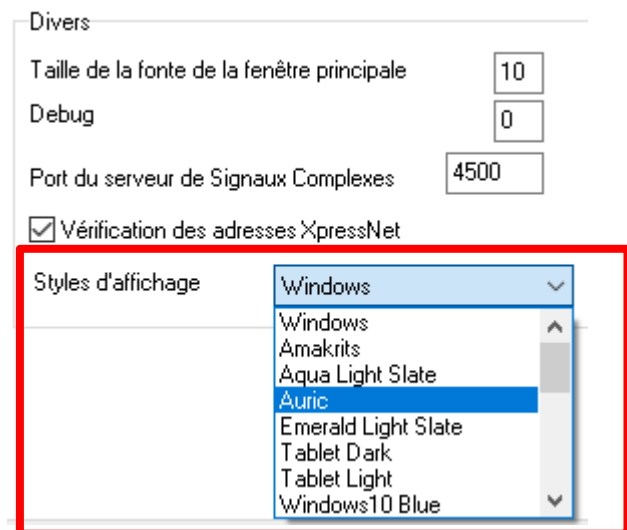 Divers
Taille de la fonte de la fenêtre principale 10
Debug 0
Port du serveur de Signaux Complexes 4500
Vérification des adresses XpressNet
Styles d'affichage Windows
Windows
Amakrits
Aqua Light Slate
Auric
Emerald Light Slate
Tablet Dark
Tablet Light
Windows10 Blue